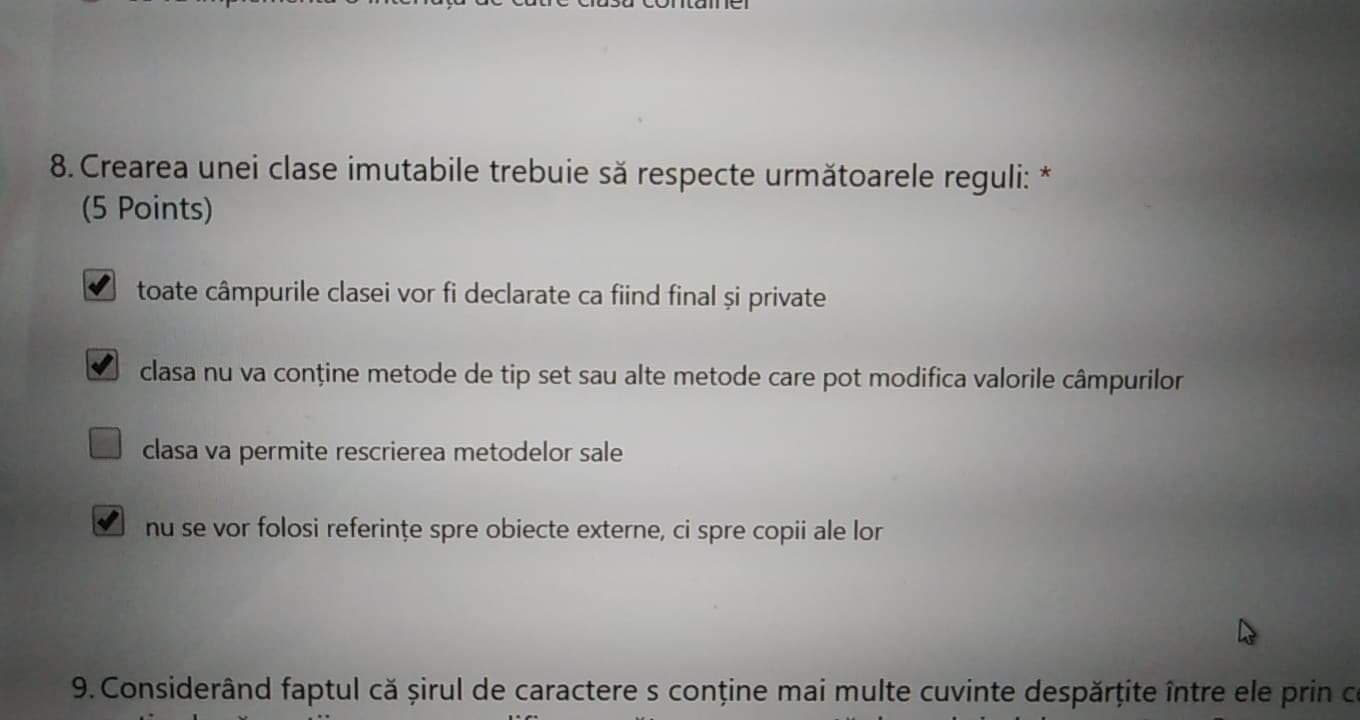 8. Crearea unei clase imutabile trebuie să respecte următoarele reguli: *
(5 Points)
toate câmpurile clasei vor fi declarate ca fiind final și private
clasa nu va conține metode de tip set sau alte metode care pot modifica valorile câmpurilor
clasa va permite rescrierea metodelor sale
nu se vor folosi referințe spre obiecte externe, ci spre copii ale lor
9. Considerând faptul că șirul de caractere s conține mai multe cuvinte despărțite între ele prin